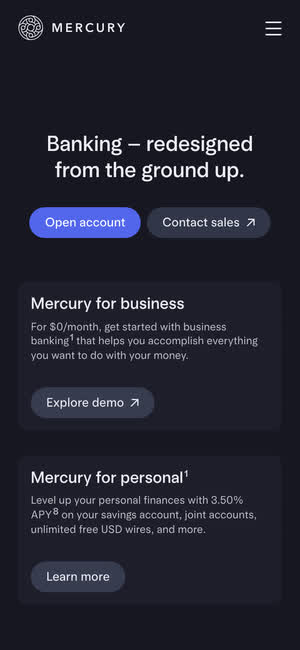 MERCURY
Banking – redesigned
from the ground up.
Open account
Contact sales ↗
Mercury for business
For $0/month, get started with business
banking¹ that helps you accomplish everything
you want to do with your money.
Explore demo ↗
Mercury for personal¹
Level up your personal finances with 3.50%
APY⁸ on your savings account, joint accounts,
unlimited free USD wires, and more.
Learn more